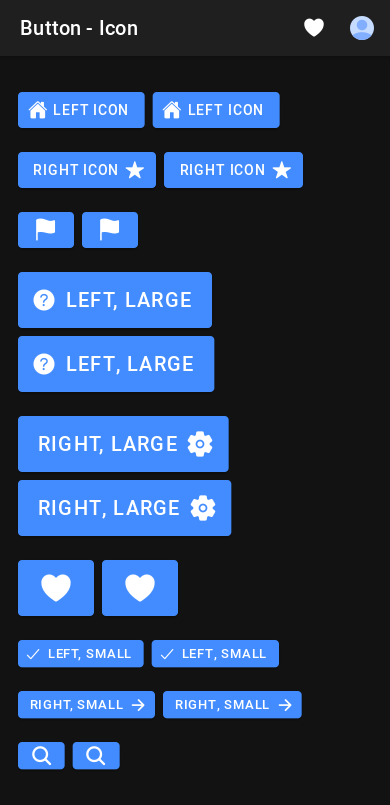 Button - Icon
LEFT ICON LEFT ICON
RIGHT ICON RIGHT ICON
LEFT, LARGE
LEFT, LARGE
RIGHT, LARGE
RIGHT, LARGE
LEFT, SMALL LEFT, SMALL
RIGHT, SMALL RIGHT, SMALL